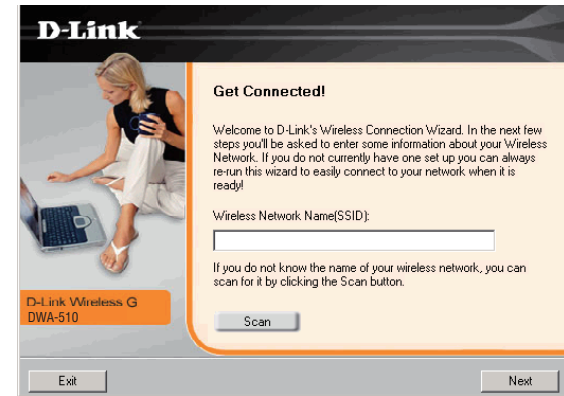 D-Link
Get Connected!
Welcome to D-Link's Wireless Connection Wizard. In the next few
steps you'll be asked to enter some information about your Wireless
Network. If you do not currently have one set up you can always
re-run this wizard to easily connect to your network when it is
ready!
Wireless Network Name(SSID):
If you do not know the name of your wireless network, you can
scan for it by clicking the Scan button.
Scan
D-Link Wireless G
DWA-510
Exit
Next